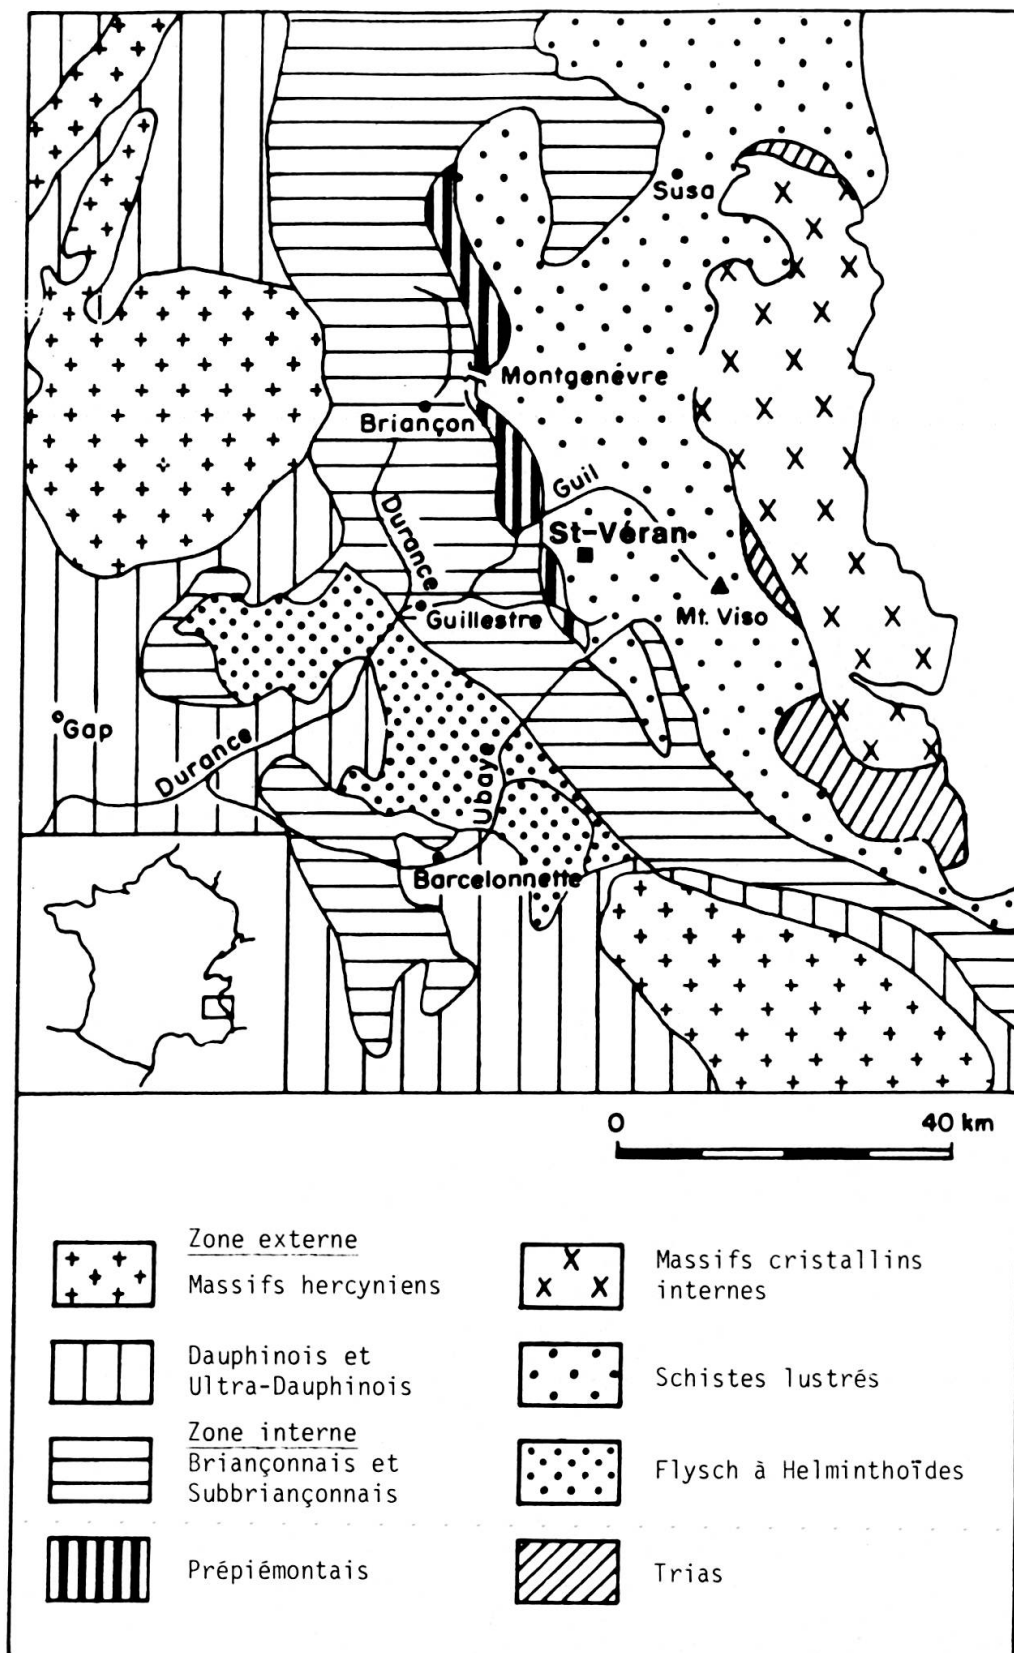 Susa
Montgenévre
Briançon
Guil
Durance
St-Véran
Guillestre
Mt. Viso
Gap
Durance
Ubaye
Barcelonnette
0 40 km
Zone externe
Massifs hercyniens
Dauphinois et
Ultra-Dauphinois
Zone interne
Briançonnais et
Subbriançonnais
Prépiémontais
Massifs cristallins
internes
Schistes lustrés
Flysch à Helminthoïdes
Trias